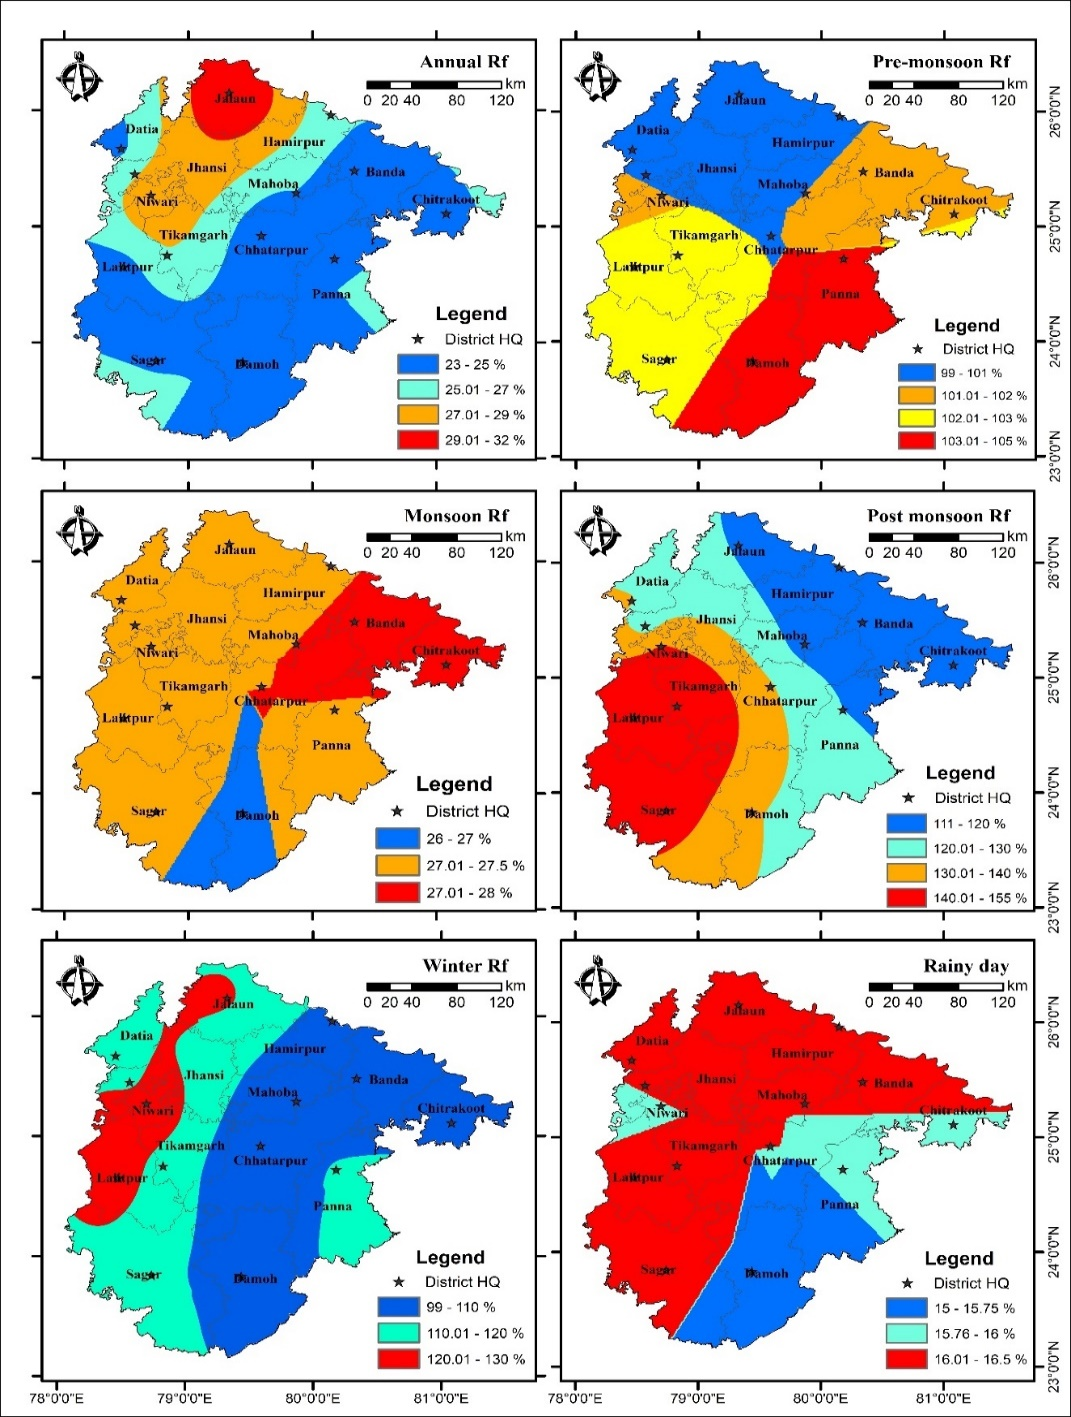 Annual Rf
km
0 20 40 80 120
Jalaun
Datia
Hamirpur
Jhansi
Mahoba
Banda
Niwari
Chitrakoot
Tikamgarh
Chhatarpur
Lalitpur
Panna
Sagar
Damoh
Legend
District HQ
23 - 25 %
25.01 - 27 %
27.01 - 29 %
29.01 - 32 %
Pre-monsoon Rf
km
0 20 40 80 120
Jalaun
Datia
Hamirpur
Jhansi
Mahoba
Banda
Niwari
Chitrakoot
Tikamgarh
Chhatarpur
Lalitpur
Panna
Sagar
Damoh
Legend
District HQ
99 - 101 %
101.01 - 102 %
102.01 - 103 %
103.01 - 105 %
26°0'0"N
25°0'0"N
24°0'0"N
23°0'0"N
Monsoon Rf
km
0 20 40 80 120
Jalaun
Datia
Hamirpur
Jhansi
Mahoba
Banda
Niwari
Chitrakoot
Tikamgarh
Chhatarpur
Lalitpur
Panna
Sagar
Damoh
Legend
District HQ
26 - 27 %
27.01 - 27.5 %
27.01 - 28 %
Post monsoon Rf
km
0 20 40 80 120
Jalaun
Datia
Hamirpur
Jhansi
Mahoba
Banda
Niwari
Chitrakoot
Tikamgarh
Chhatarpur
Lalitpur
Panna
Sagar
Damoh
Legend
District HQ
111 - 120 %
120.01 - 130 %
130.01 - 140 %
140.01 - 155 %
26°0'0"N
25°0'0"N
24°0'0"N
23°0'0"N
Winter Rf
km
0 20 40 80 120
Jalaun
Datia
Hamirpur
Jhansi
Mahoba
Banda
Niwari
Chitrakoot
Tikamgarh
Chhatarpur
Lalitpur
Panna
Sagar
Damoh
Legend
District HQ
99 - 110 %
110.01 - 120 %
120.01 - 130 %
78°0'0"E 79°0'0"E 80°0'0"E 81°0'0"E
Rainy day
km
0 20 40 80 120
Jalaun
Datia
Hamirpur
Jhansi
Mahoba
Banda
Niwari
Chitrakoot
Tikamgarh
Chhatarpur
Lalitpur
Panna
Sagar
Damoh
Legend
District HQ
15 - 15.75 %
15.76 - 16 %
16.01 - 16.5 %
26°0'0"N
25°0'0"N
24°0'0"N
23°0'0"N
78°0'0"E 79°0'0"E 80°0'0"E 81°0'0"E